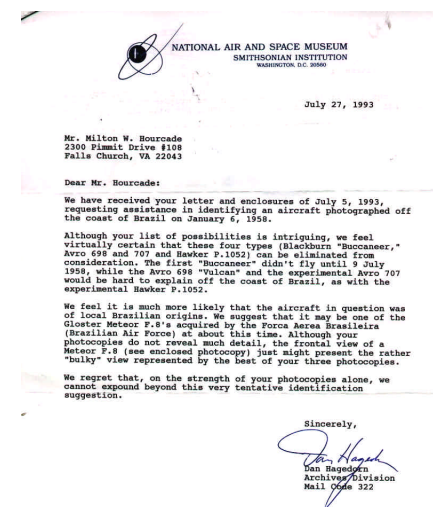 NATIONAL AIR AND SPACE MUSEUM
SMITHSONIAN INSTITUTION
WASHINGTON, D.C. 20560
July 27, 1993
Mr. Milton W. Hourcade
2300 Pimmit Drive #108
Falls Church, VA 22043
Dear Mr. Hourcade:
We have received your letter and enclosures of July 5, 1993,
requesting assistance in identifying an aircraft photographed off
the coast of Brazil on January 6, 1958.
Although your list of possibilities is intriguing, we feel
virtually certain that these four types (Blackburn "Buccaneer,"
Avro 698 and 707 and Hawker P.1052) can be eliminated from
consideration. The first "Buccaneer" didn't fly until 9 July
1958, while the Avro 698 "Vulcan" and the experimental Avro 707
would be hard to explain off the coast of Brazil, as with the
experimental Hawker P.1052.
We feel it is much more likely that the aircraft in question was
of local Brazilian origins. We suggest that it may be one of the
Gloster Meteor F.8's acquired by the Forca Aerea Brasileira
(Brazilian Air Force) at about this time. Although your
photocopies do not reveal much detail, the frontal view of a
Meteor F.8 (see enclosed photocopy) just might present the rather
"bulky" view represented by the best of your three photocopies.
We regret that, on the strength of your photocopies alone, we
cannot expound beyond this very tentative identification
suggestion.
Sincerely,
Dan Hagedorn
Dan Hagedorn
Archives Division
Mail Code 322